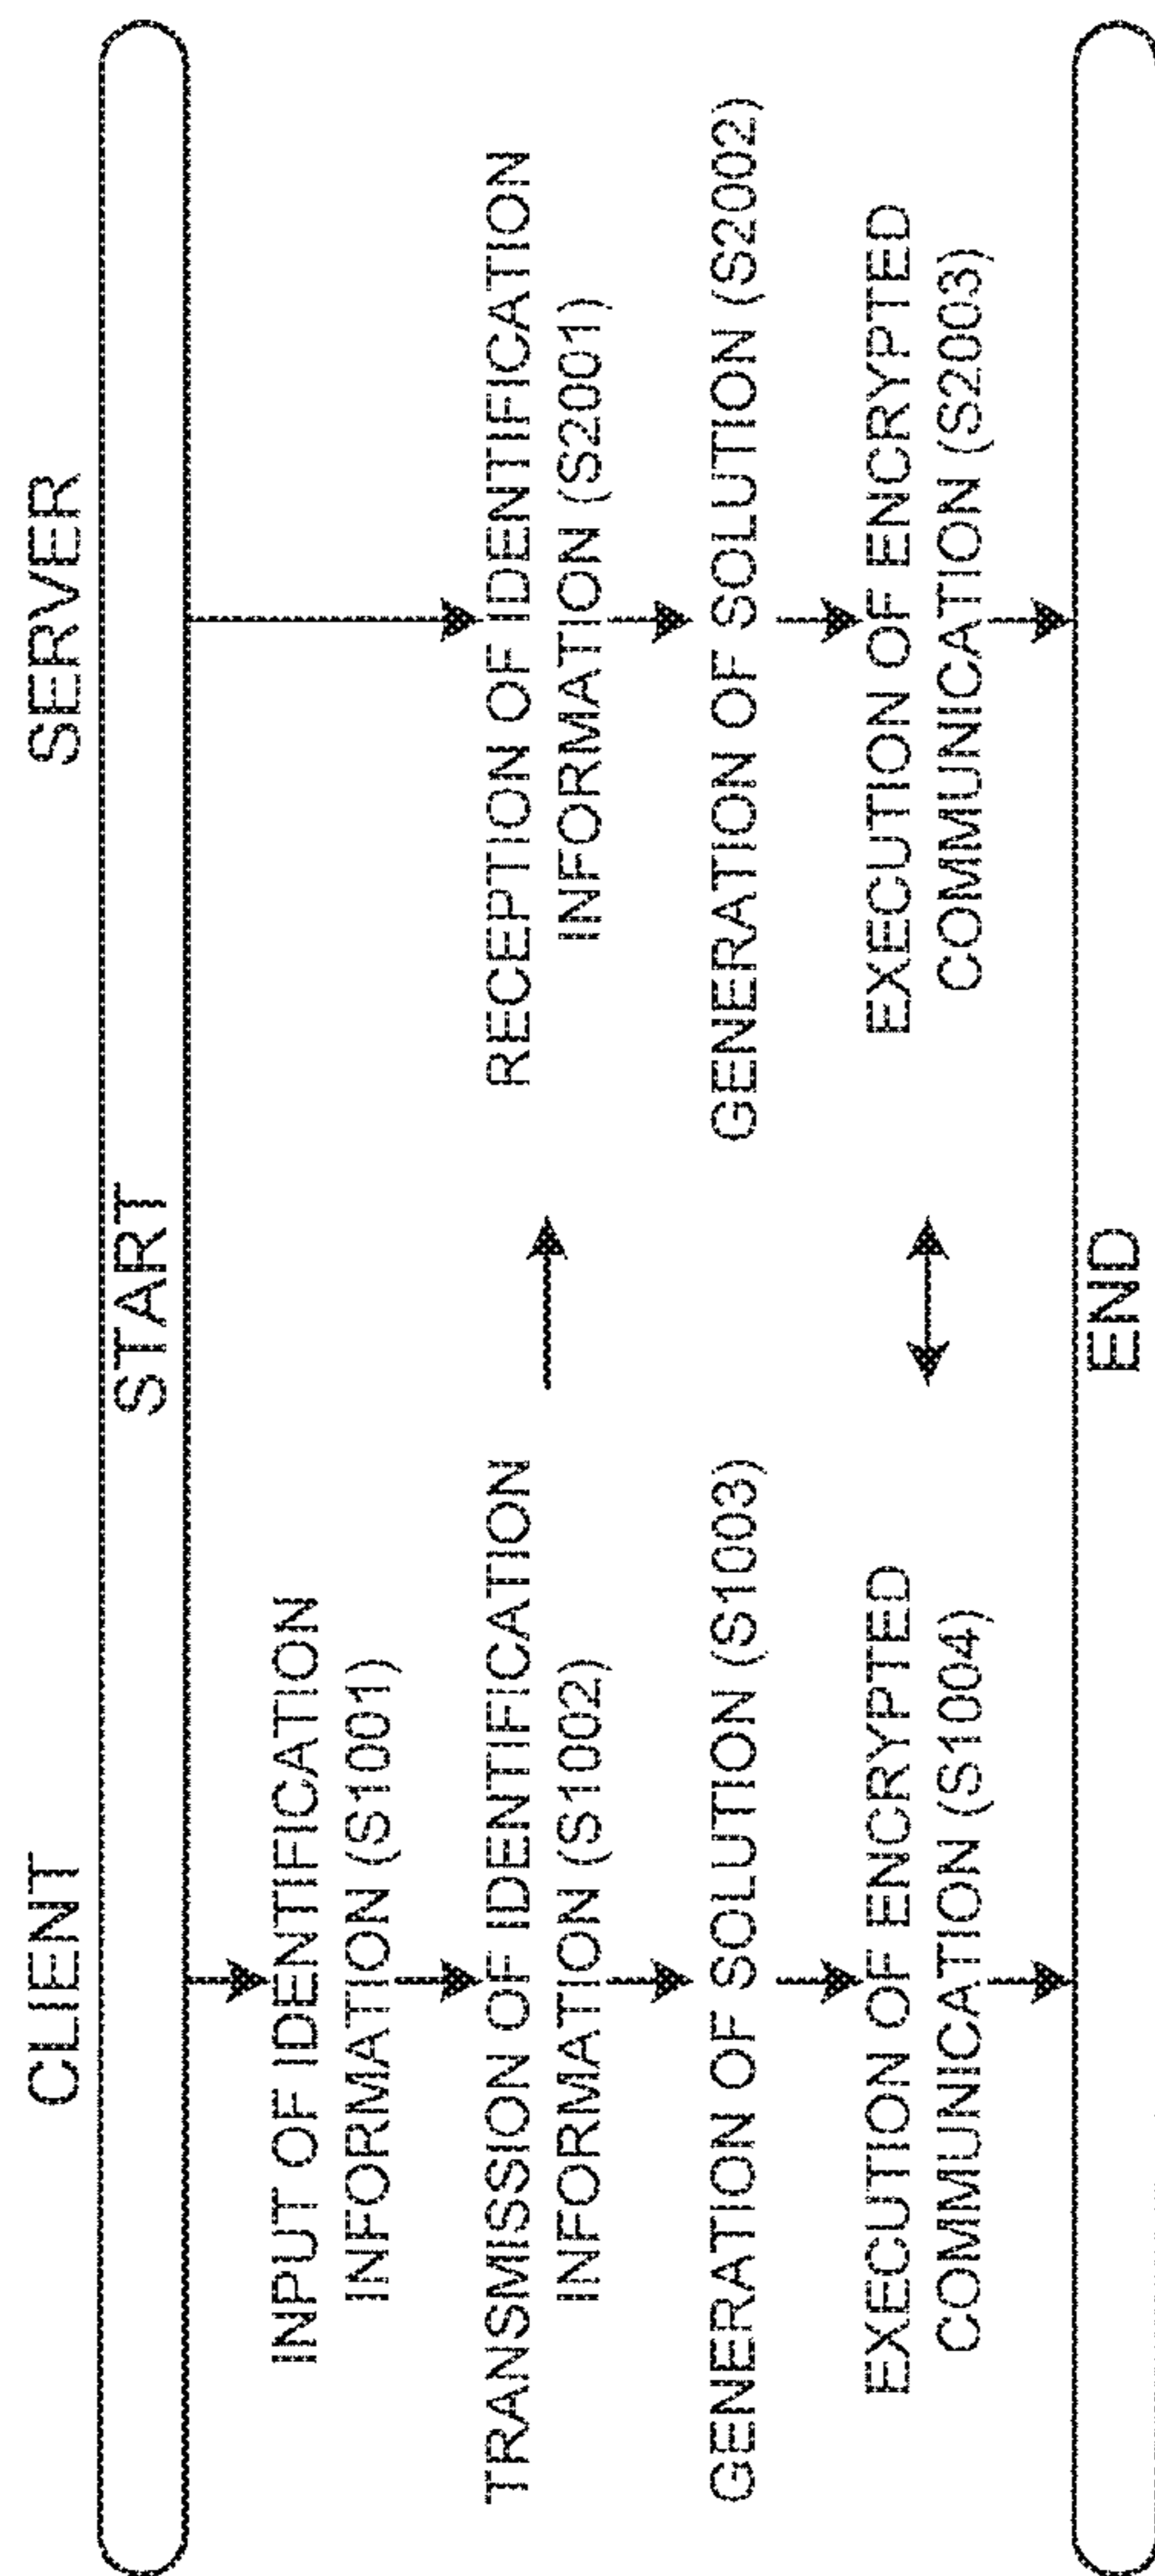 CLIENT
SERVER
START
INPUT OF IDENTIFICATION
INFORMATION (S1001)
TRANSMISSION OF IDENTIFICATION
INFORMATION (S1002)
RECEPTION OF IDENTIFICATION
INFORMATION (S2001)
GENERATION OF SOLUTION (S1003)
GENERATION OF SOLUTION (S2002)
EXECUTION OF ENCRYPTED
COMMUNICATION (S1004)
EXECUTION OF ENCRYPTED
COMMUNICATION (S2003)
END